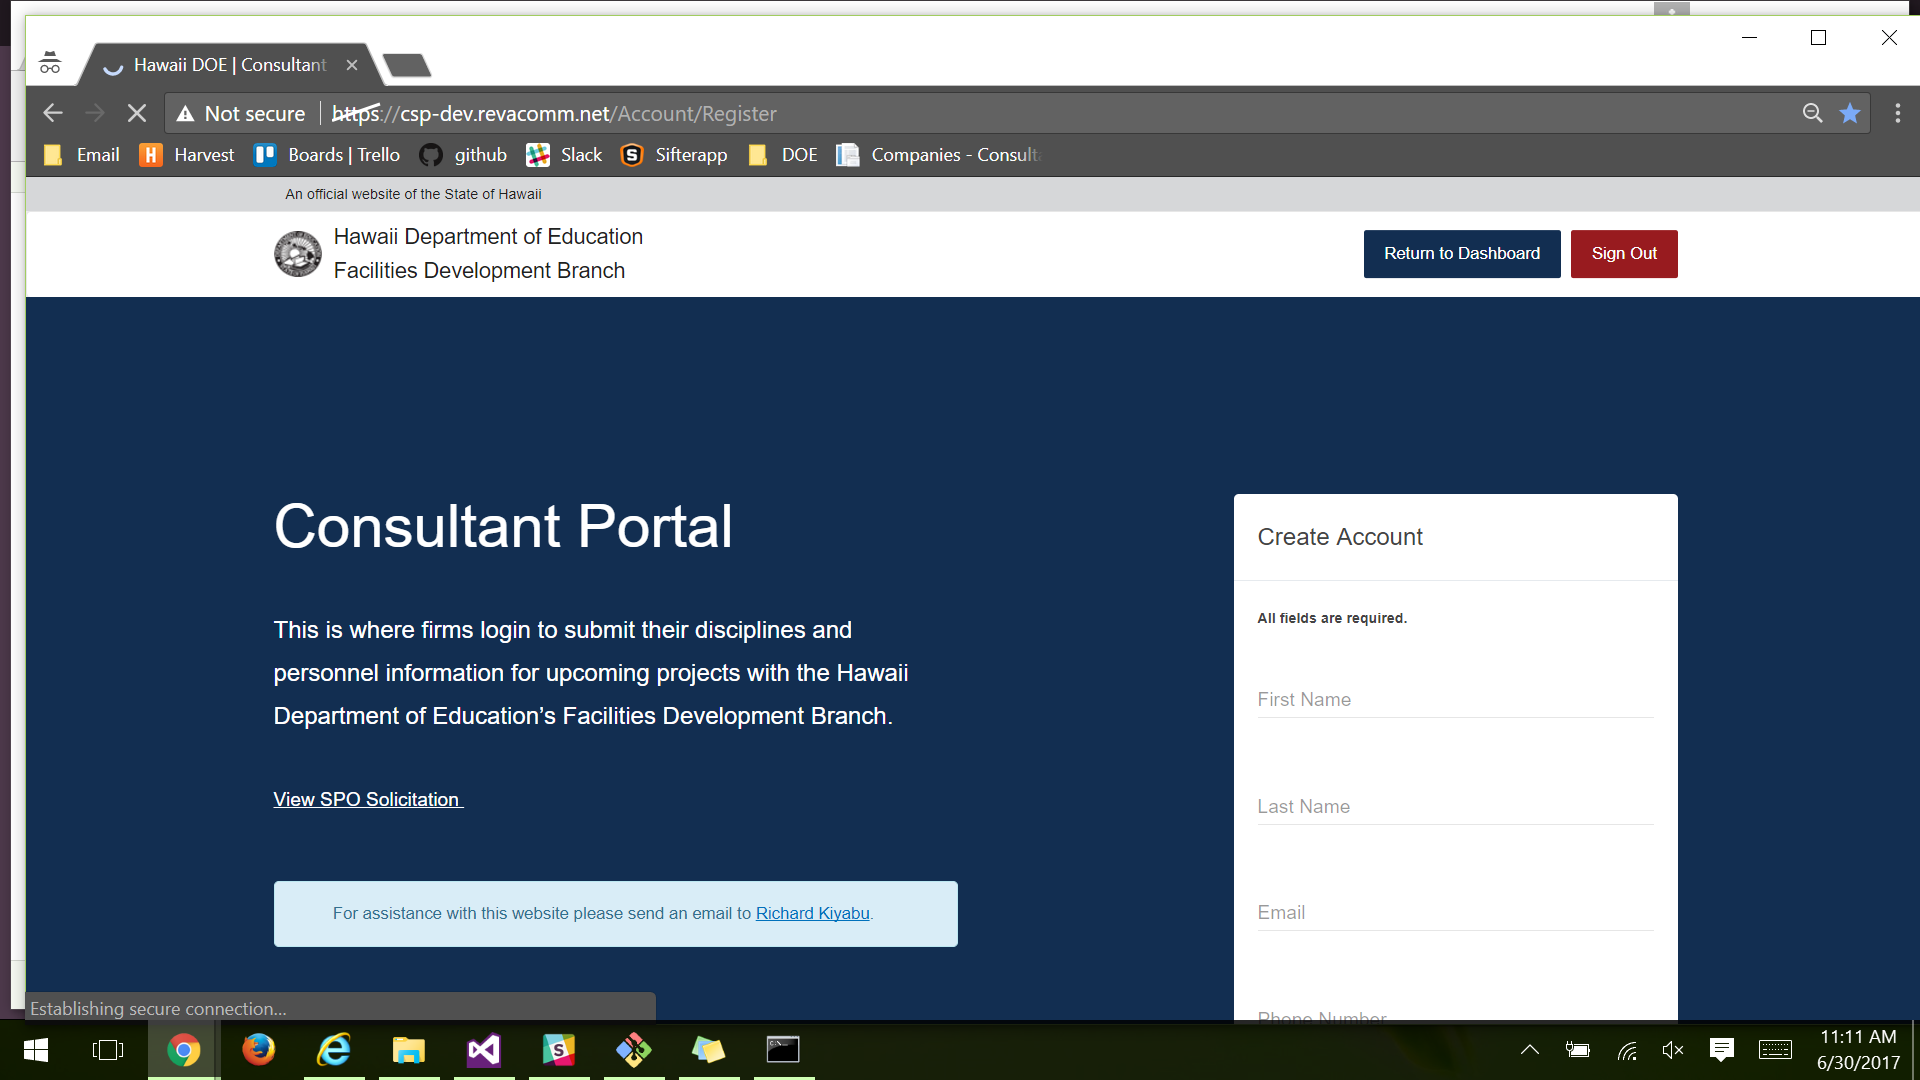 Hawaii DOE | Consultant
Not secure
https://csp-dev.revacomm.net/Account/Register
Email
Harvest
Boards | Trello
github
Slack
Sifterapp
DOE
Companies - Consult
An official website of the State of Hawaii
Hawaii Department of Education
Facilities Development Branch
Return to Dashboard
Sign Out
Consultant Portal
This is where firms login to submit their disciplines and
personnel information for upcoming projects with the Hawaii
Department of Education’s Facilities Development Branch.
View SPO Solicitation
For assistance with this website please send an email to Richard Kiyabu.
Create Account
All fields are required.
First Name
Last Name
Email
Phone Number
Establishing secure connection...
11:11 AM
6/30/2017